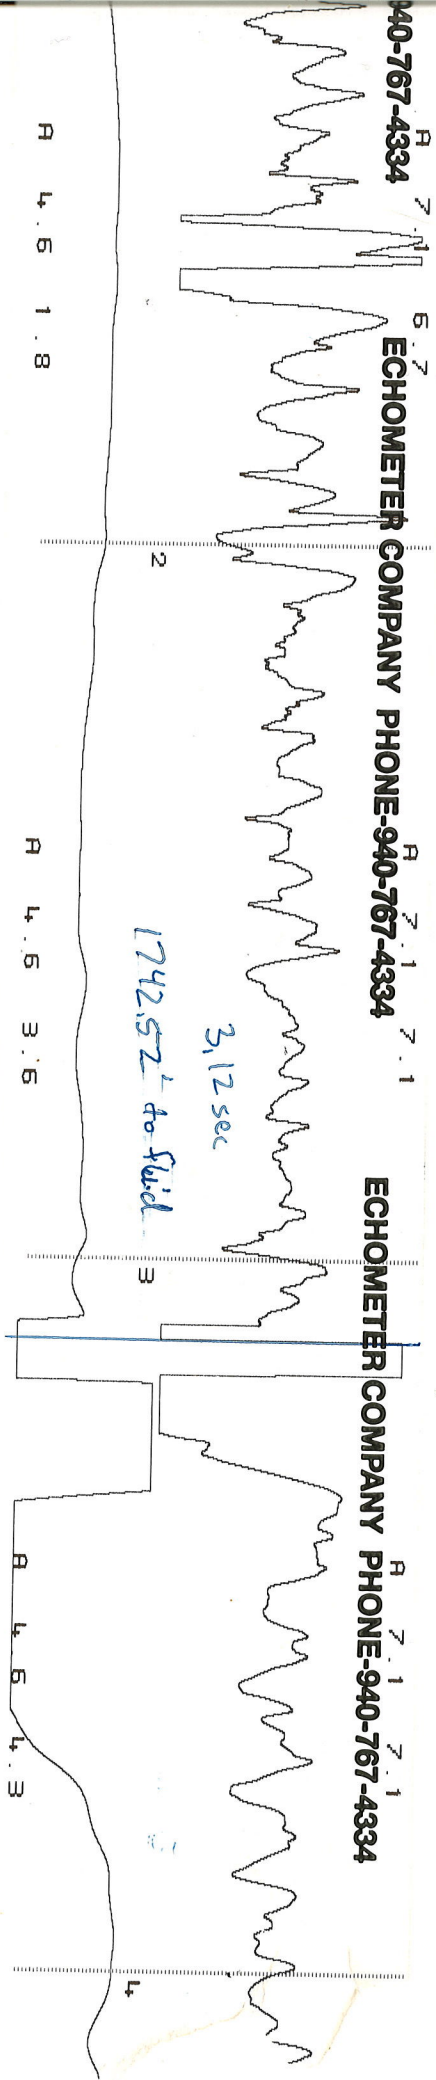 940-767-4334
ECHOMETER COMPANY PHONE-940-767-4334
ECHOMETER COMPANY PHONE-940-767-4334
A 7.1 6.7
A 7.1 7.1
A 7.1 7.1
2
3
4
3,12 sec
1742.52' to fluid
A 4.6 1.8
A 4.6 3.6
A 4.6 4.3